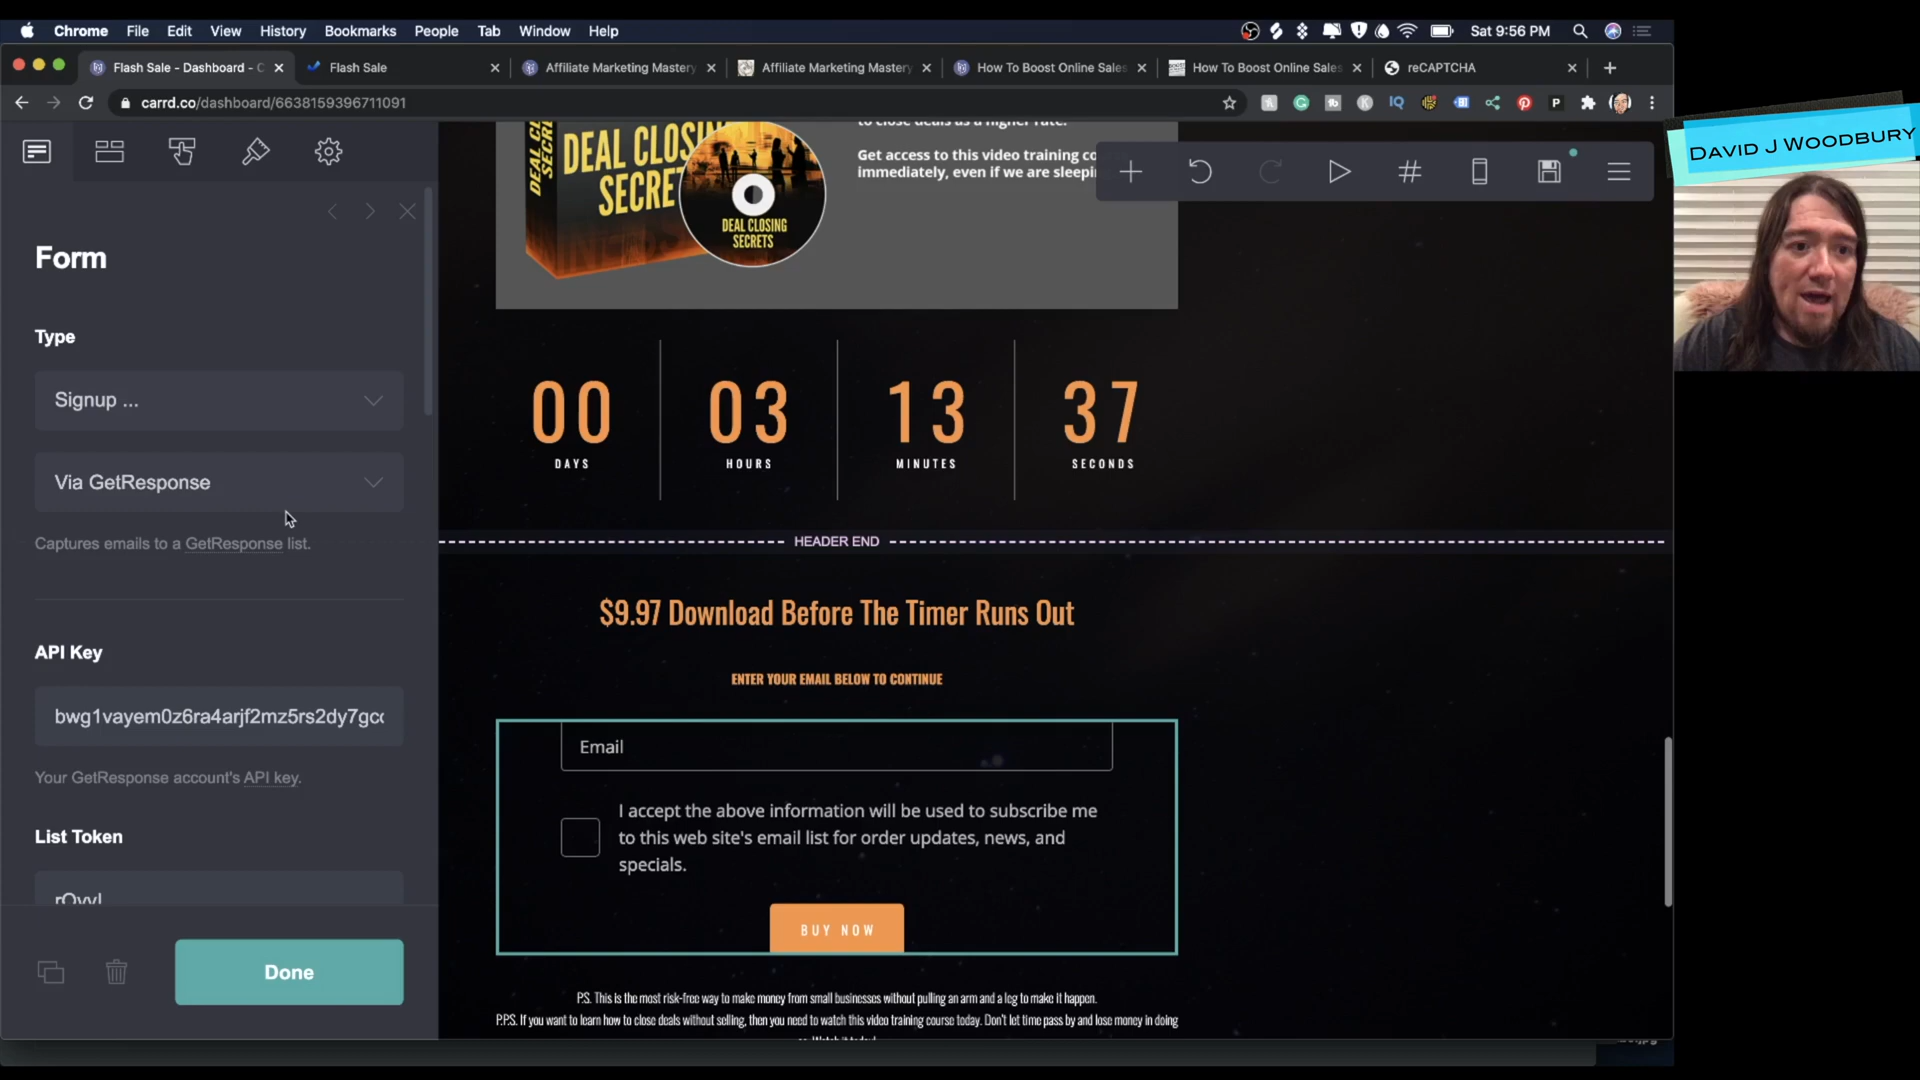 Chrome File Edit View History Bookmarks People Tab Window Help
Sat 9:56 PM
Flash Sale - Dashboard - C
Flash Sale
Affiliate Marketing Mastery
Affiliate Marketing Mastery
How To Boost Online Sales
How To Boost Online Sales
reCAPTCHA
carrd.co/dashboard/6638159396711091
DAVID J WOODBURY
Form
Type
Signup ...
Via GetResponse
Captures emails to a GetResponse list.
API Key
bwg1vayem0z6ra4arjf2mz5rs2dy7gc
Your GetResponse account's API key.
List Token
Done
DEAL CLOSING
SECRETS
DEAL CLOSING
SECRETS
to close deals as a higher rate.
Get access to this video training co
immediately, even if we are sleepi
00 03 13 37
DAYS HOURS MINUTES SECONDS
HEADER END
$9.97 Download Before The Timer Runs Out
ENTER YOUR EMAIL BELOW TO CONTINUE
Email
I accept the above information will be used to subscribe me
to this web site's email list for order updates, news, and
specials.
BUY NOW
P.S. This is the most risk-free way to make money from small businesses without pulling an arm and a leg to make it happen.
P.P.S. If you want to learn how to close deals without selling, then you need to watch this video training course today. Don't let time pass by and lose money in doing